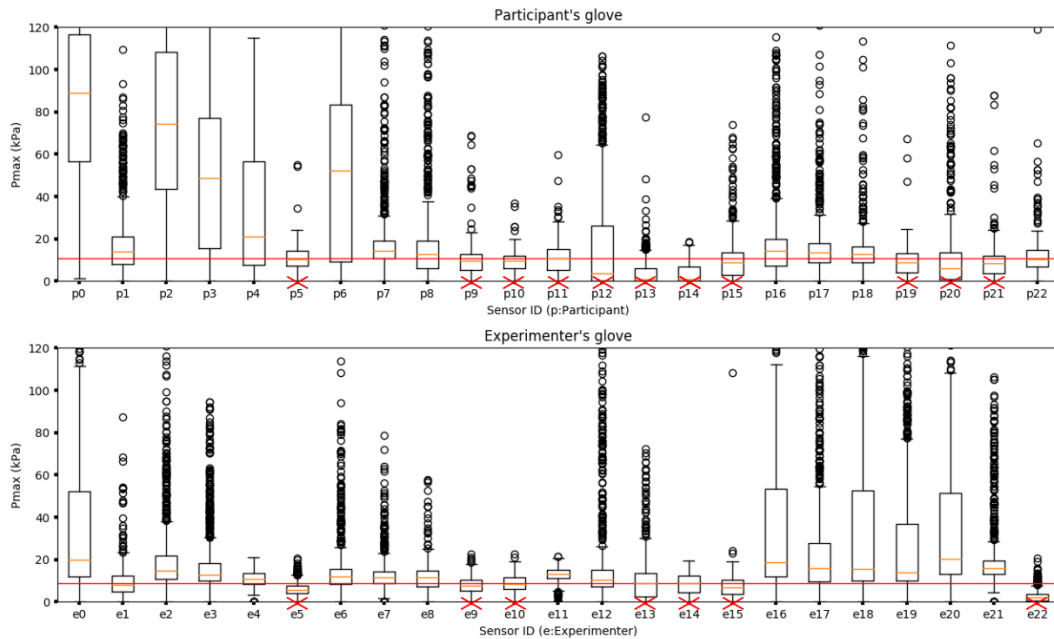 Participant's glove
120
100
80
60
40
20
0
Pmax (kPa)
p0 p1 p2 p3 p4 p5 p6 p7 p8 p9 p10 p11 p12 p13 p14 p15 p16 p17 p18 p19 p20 p21 p22
Sensor ID (p:Participant)
Experimenter's glove
120
100
80
60
40
20
0
Pmax (kPa)
e0 e1 e2 e3 e4 e5 e6 e7 e8 e9 e10 e11 e12 e13 e14 e15 e16 e17 e18 e19 e20 e21 e22
Sensor ID (e:Experimenter)